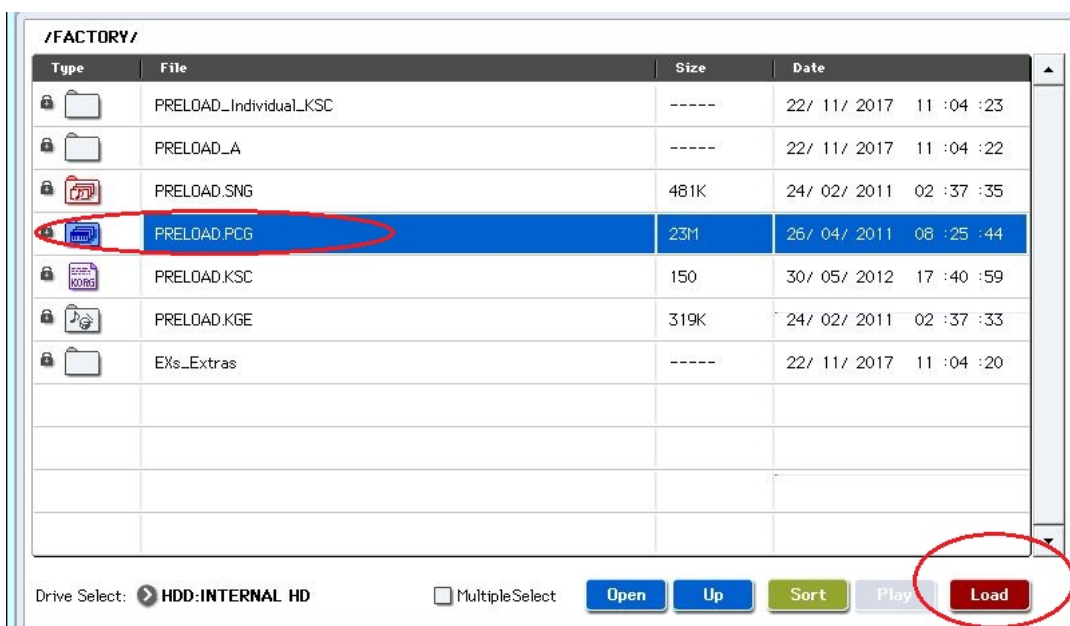 /FACTORY/
Type File Size Date
PRELOAD_Individual_KSC ----- 22/ 11/ 2017 11 :04 :23
PRELOAD_A ----- 22/ 11/ 2017 11 :04 :22
PRELOAD.SNG 481K 24/ 02/ 2011 02 :37 :35
PRELOAD.PCG 23M 26/ 04/ 2011 08 :25 :44
KORG PRELOAD.KSC 150 30/ 05/ 2012 17 :40 :59
PRELOAD.KGE 319K 24/ 02/ 2011 02 :37 :33
EXs_Extras ----- 22/ 11/ 2017 11 :04 :20
Drive Select: HDD:INTERNAL HD MultipleSelect Open Up Sort Play Load